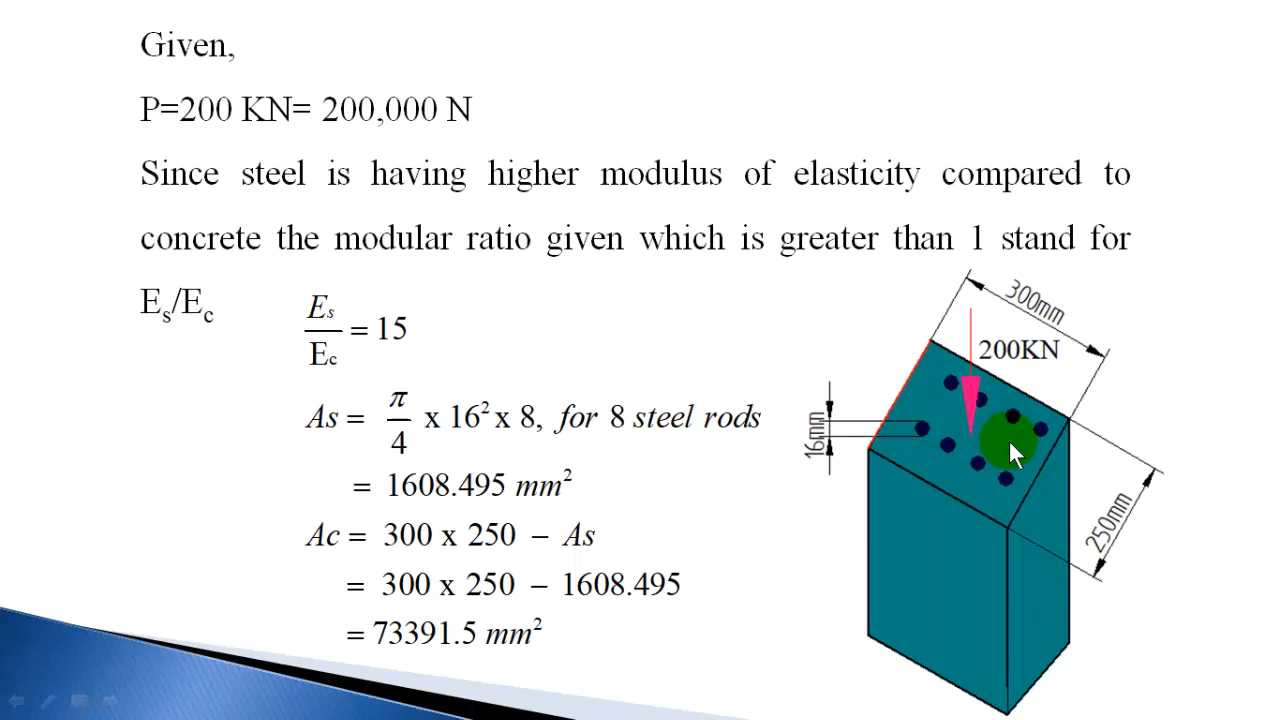 Given,
P=200 KN= 200,000 N
Since steel is having higher modulus of elasticity compared to
concrete the modular ratio given which is greater than 1 stand for
Es/Ec
Es/Ec = 15
As = π/4 x 16² x 8, for 8 steel rods
= 1608.495 mm²
Ac = 300 x 250 − As
= 300 x 250 − 1608.495
= 73391.5 mm²
300mm
200KN
16mm
250mm